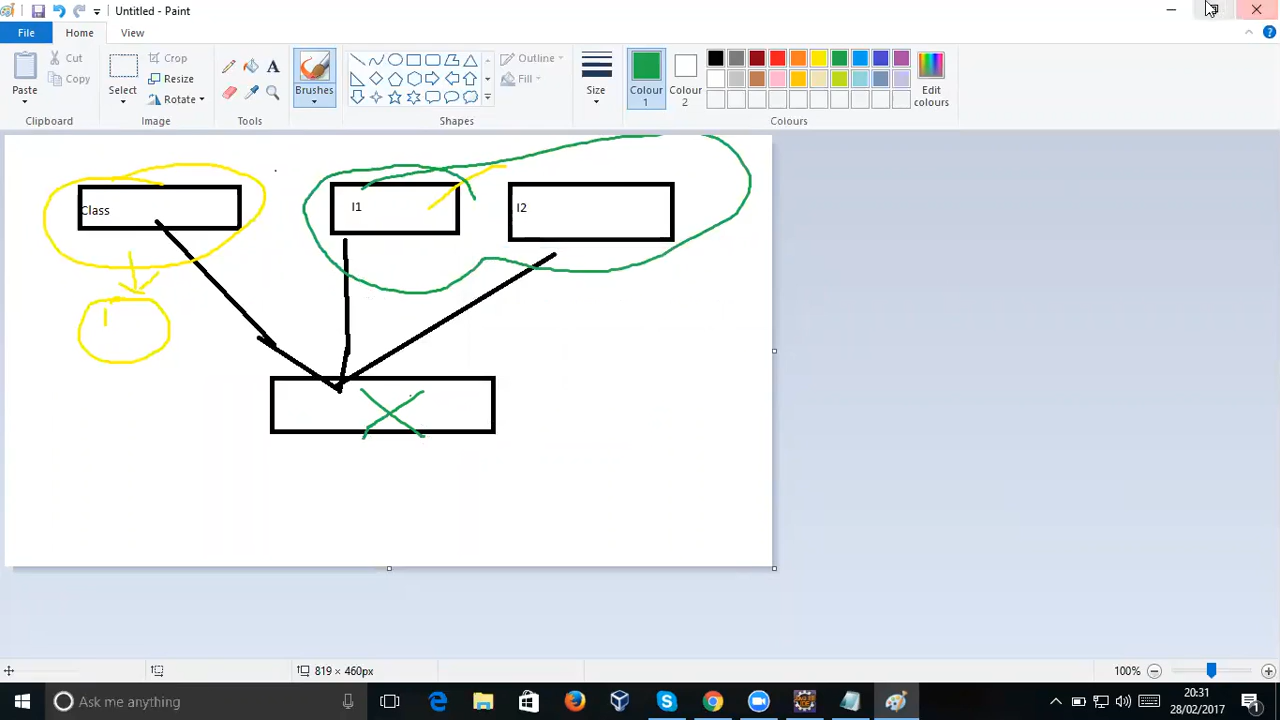 Untitled - Paint
File
Home
View
Paste
Cut
Copy
Clipboard
Select
Crop
Resize
Rotate
Image
A
Tools
Brushes
Outline
Fill
Shapes
Size
Colour
1
Colour
2
Edit
colours
Colours
Class
I1
I2
1
X
819 × 460px
100%
Ask me anything
20:31
28/02/2017
1